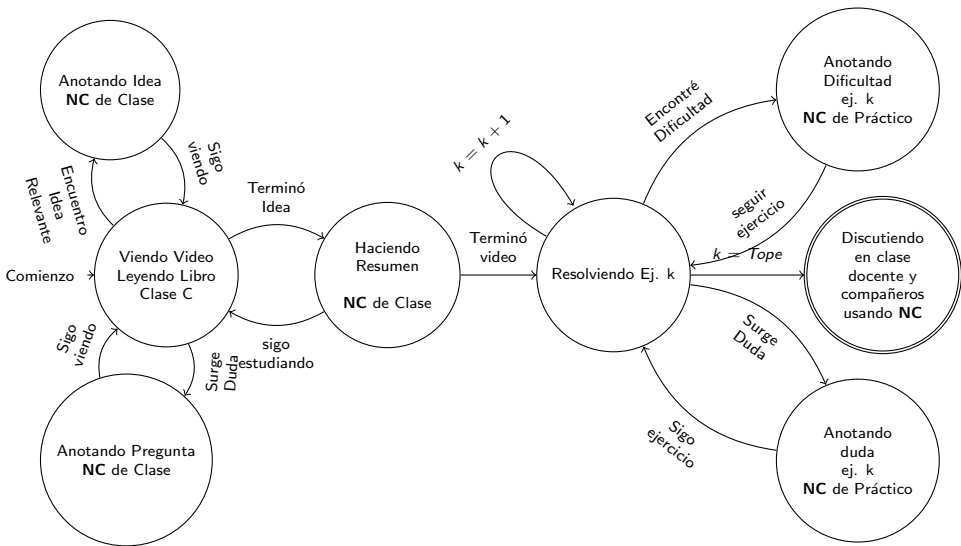 Anotando Idea
NC de Clase
Sigo
viendo
Encuentro
Idea
Relevante
Comienzo
Viendo Video
Leyendo Libro
Clase C
Terminó
Idea
Haciendo
Resumen
NC de Clase
sigo
estudiando
Sigo
viendo
Surge
Duda
Anotando Pregunta
NC de Clase
Terminó
video
k = k + 1
Resolviendo Ej. k
Encontré
Dificultad
Anotando
Dificultad
ej. k
NC de Práctico
seguir
ejercicio
k = Tope
Discutiendo
en clase
docente y
compañeros
usando NC
Surge
Duda
Sigo
ejercicio
Anotando
duda
ej. k
NC de Práctico